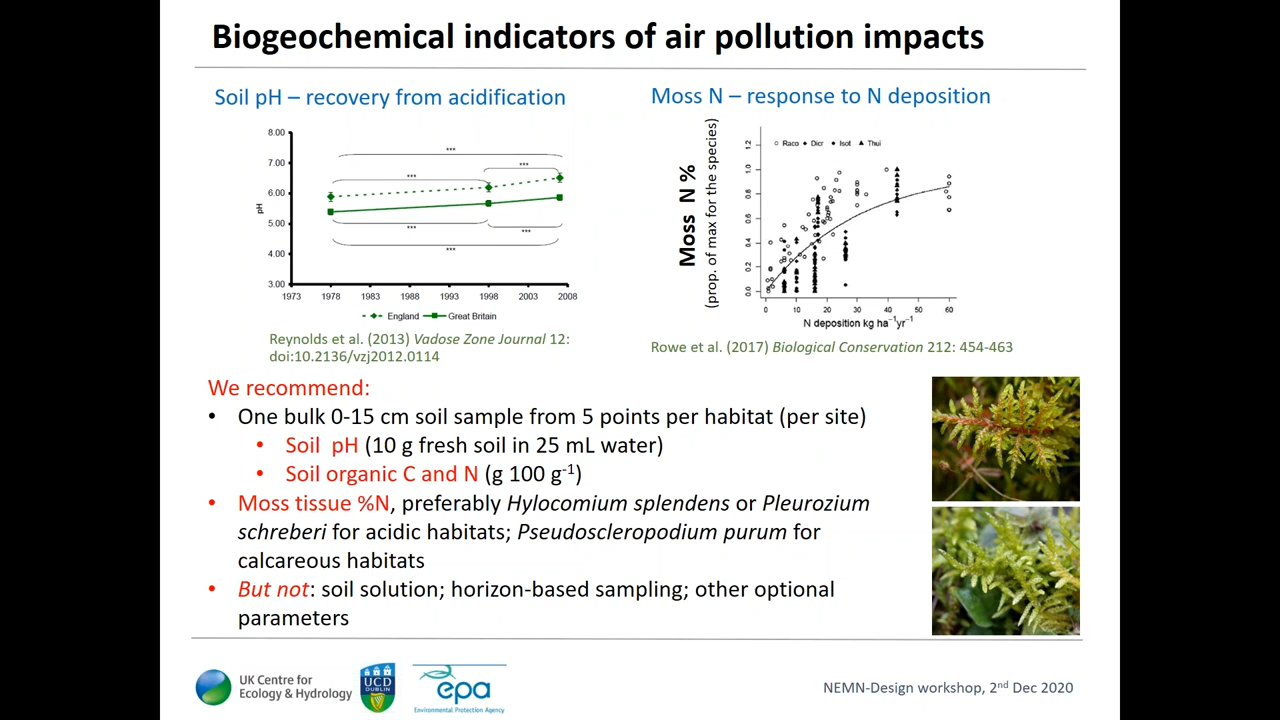 Biogeochemical indicators of air pollution impacts
Soil pH – recovery from acidification
8.00
7.00
6.00
5.00
4.00
3.00
pH
***
***
***
***
***
***
1973
1978
1983
1988
1993
1998
2003
2008
England
Great Britain
Reynolds et al. (2013) Vadose Zone Journal 12:
doi:10.2136/vzj2012.0114
Moss N – response to N deposition
Moss N %
(prop. of max for the species)
1.2
1.0
0.8
0.6
0.4
0.2
0.0
Raco
Dicr
Isot
Thui
0
10
20
30
40
50
60
N deposition kg ha⁻¹yr⁻¹
Rowe et al. (2017) Biological Conservation 212: 454-463
We recommend:
• One bulk 0-15 cm soil sample from 5 points per habitat (per site)
• Soil pH (10 g fresh soil in 25 mL water)
• Soil organic C and N (g 100 g⁻¹)
• Moss tissue %N, preferably Hylocomium splendens or Pleurozium
schreberi for acidic habitats; Pseudoscleropodium purum for
calcareous habitats
• But not: soil solution; horizon-based sampling; other optional
parameters
UK Centre for
Ecology & Hydrology
UCD
DUBLIN
epa
Environmental Protection Agency
NEMN-Design workshop, 2nd Dec 2020